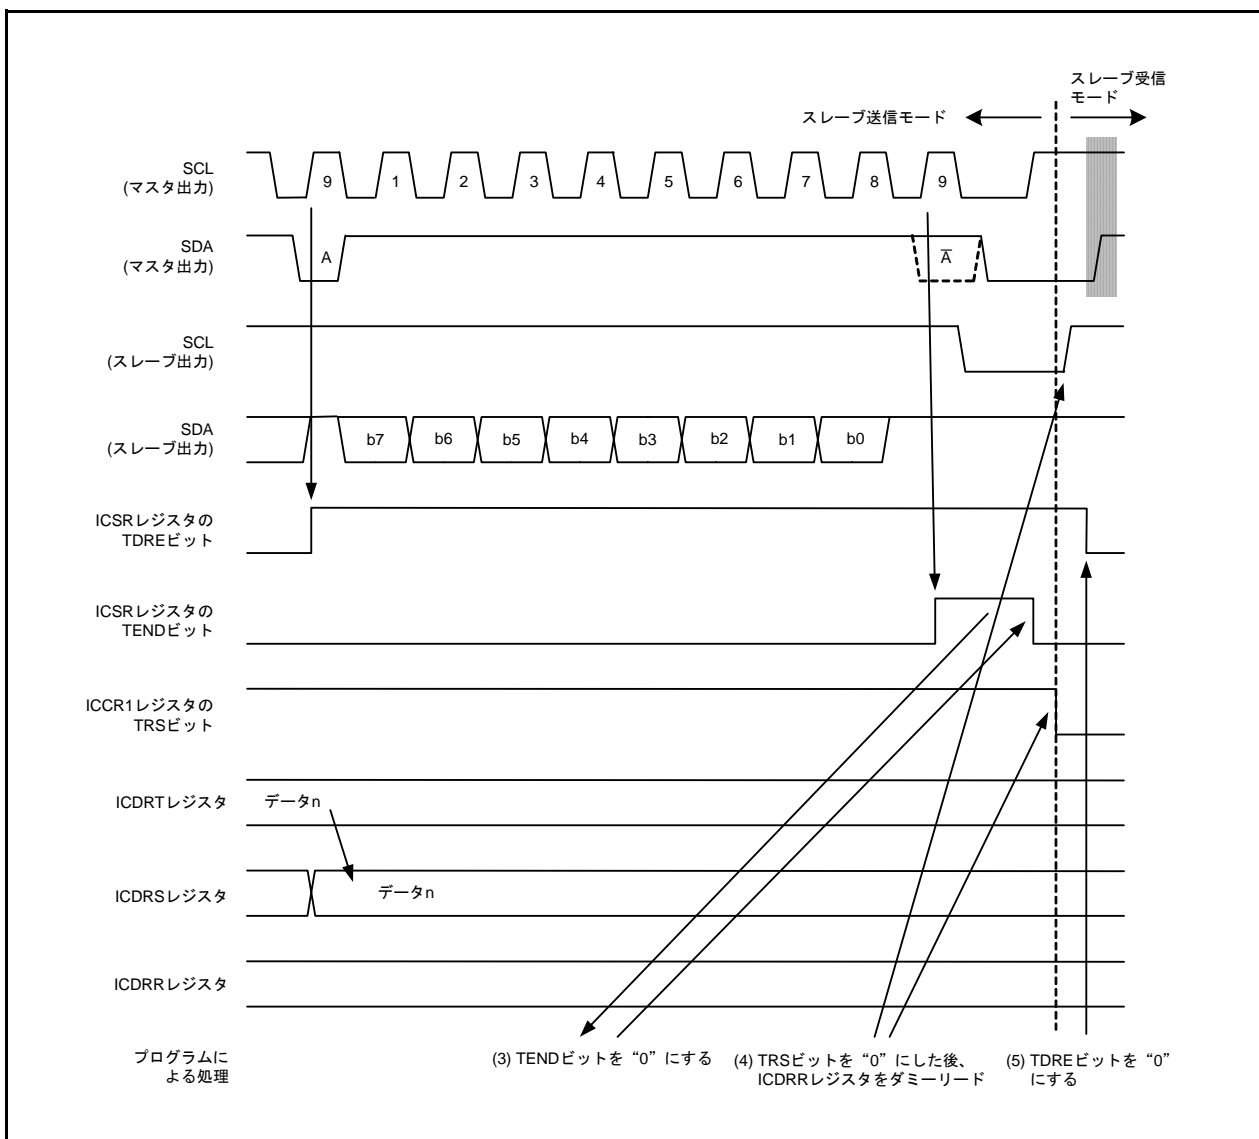 スレーブ受信
モード
スレーブ送信モード
SCL
(マスタ出力)
9 1 2 3 4 5 6 7 8 9
SDA
(マスタ出力)
A A̅
SCL
(スレーブ出力)
SDA
(スレーブ出力)
b7 b6 b5 b4 b3 b2 b1 b0
ICSRレジスタの
TDREビット
ICSRレジスタの
TENDビット
ICCR1レジスタの
TRSビット
ICDRTレジスタ データn
ICDRSレジスタ データn
ICDRRレジスタ
プログラムに
よる処理
(3) TENDビットを“0”にする
(4) TRSビットを“0”にした後、
ICDRRレジスタをダミーリード
(5) TDREビットを“0”
にする